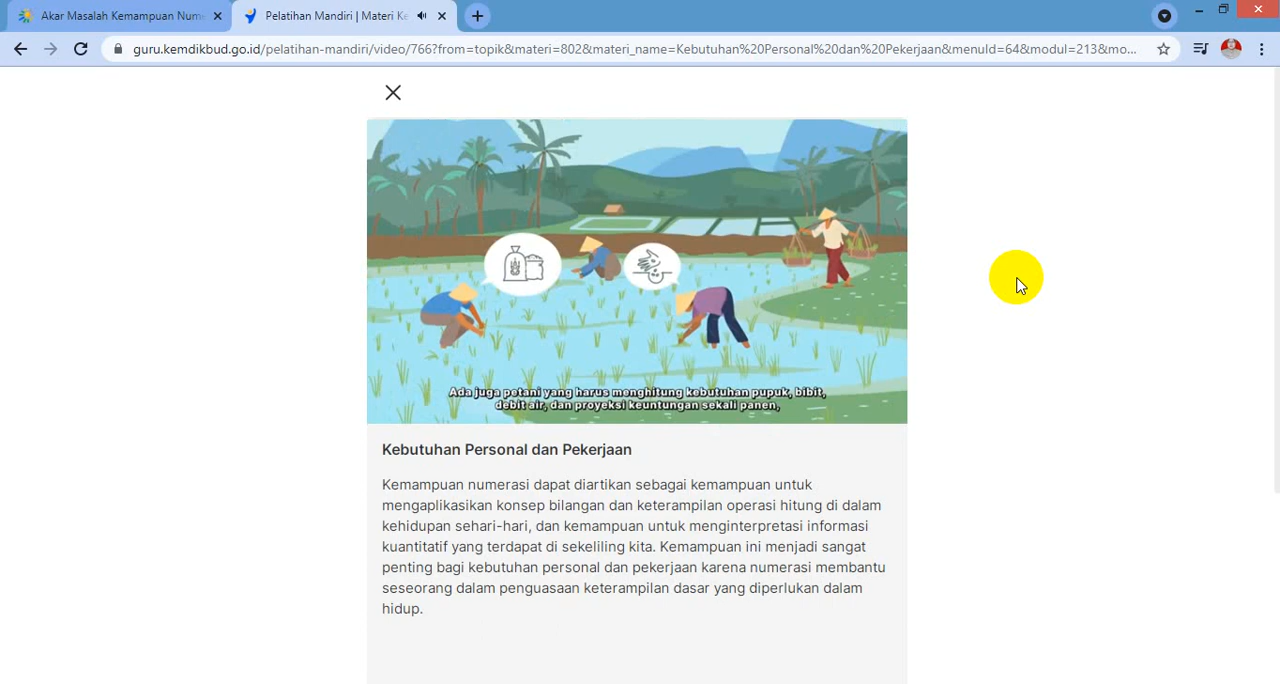 Akar Masalah Kemampuan Num
Pelatihan Mandiri | Materi Ke
guru.kemdikbud.go.id/pelatihan-mandiri/video/766?from=topik&materi=802&materi_name=Kebutuhan%20Personal%20dan%20Pekerjaan&menuId=64&modul=213&mo...
Ada juga petani yang harus menghitung kebutuhan pupuk, bibit,
debit air, dan proyeksi keuntungan sekali panen,
Kebutuhan Personal dan Pekerjaan
Kemampuan numerasi dapat diartikan sebagai kemampuan untuk
mengaplikasikan konsep bilangan dan keterampilan operasi hitung di dalam
kehidupan sehari-hari, dan kemampuan untuk menginterpretasi informasi
kuantitatif yang terdapat di sekeliling kita. Kemampuan ini menjadi sangat
penting bagi kebutuhan personal dan pekerjaan karena numerasi membantu
seseorang dalam penguasaan keterampilan dasar yang diperlukan dalam
hidup.